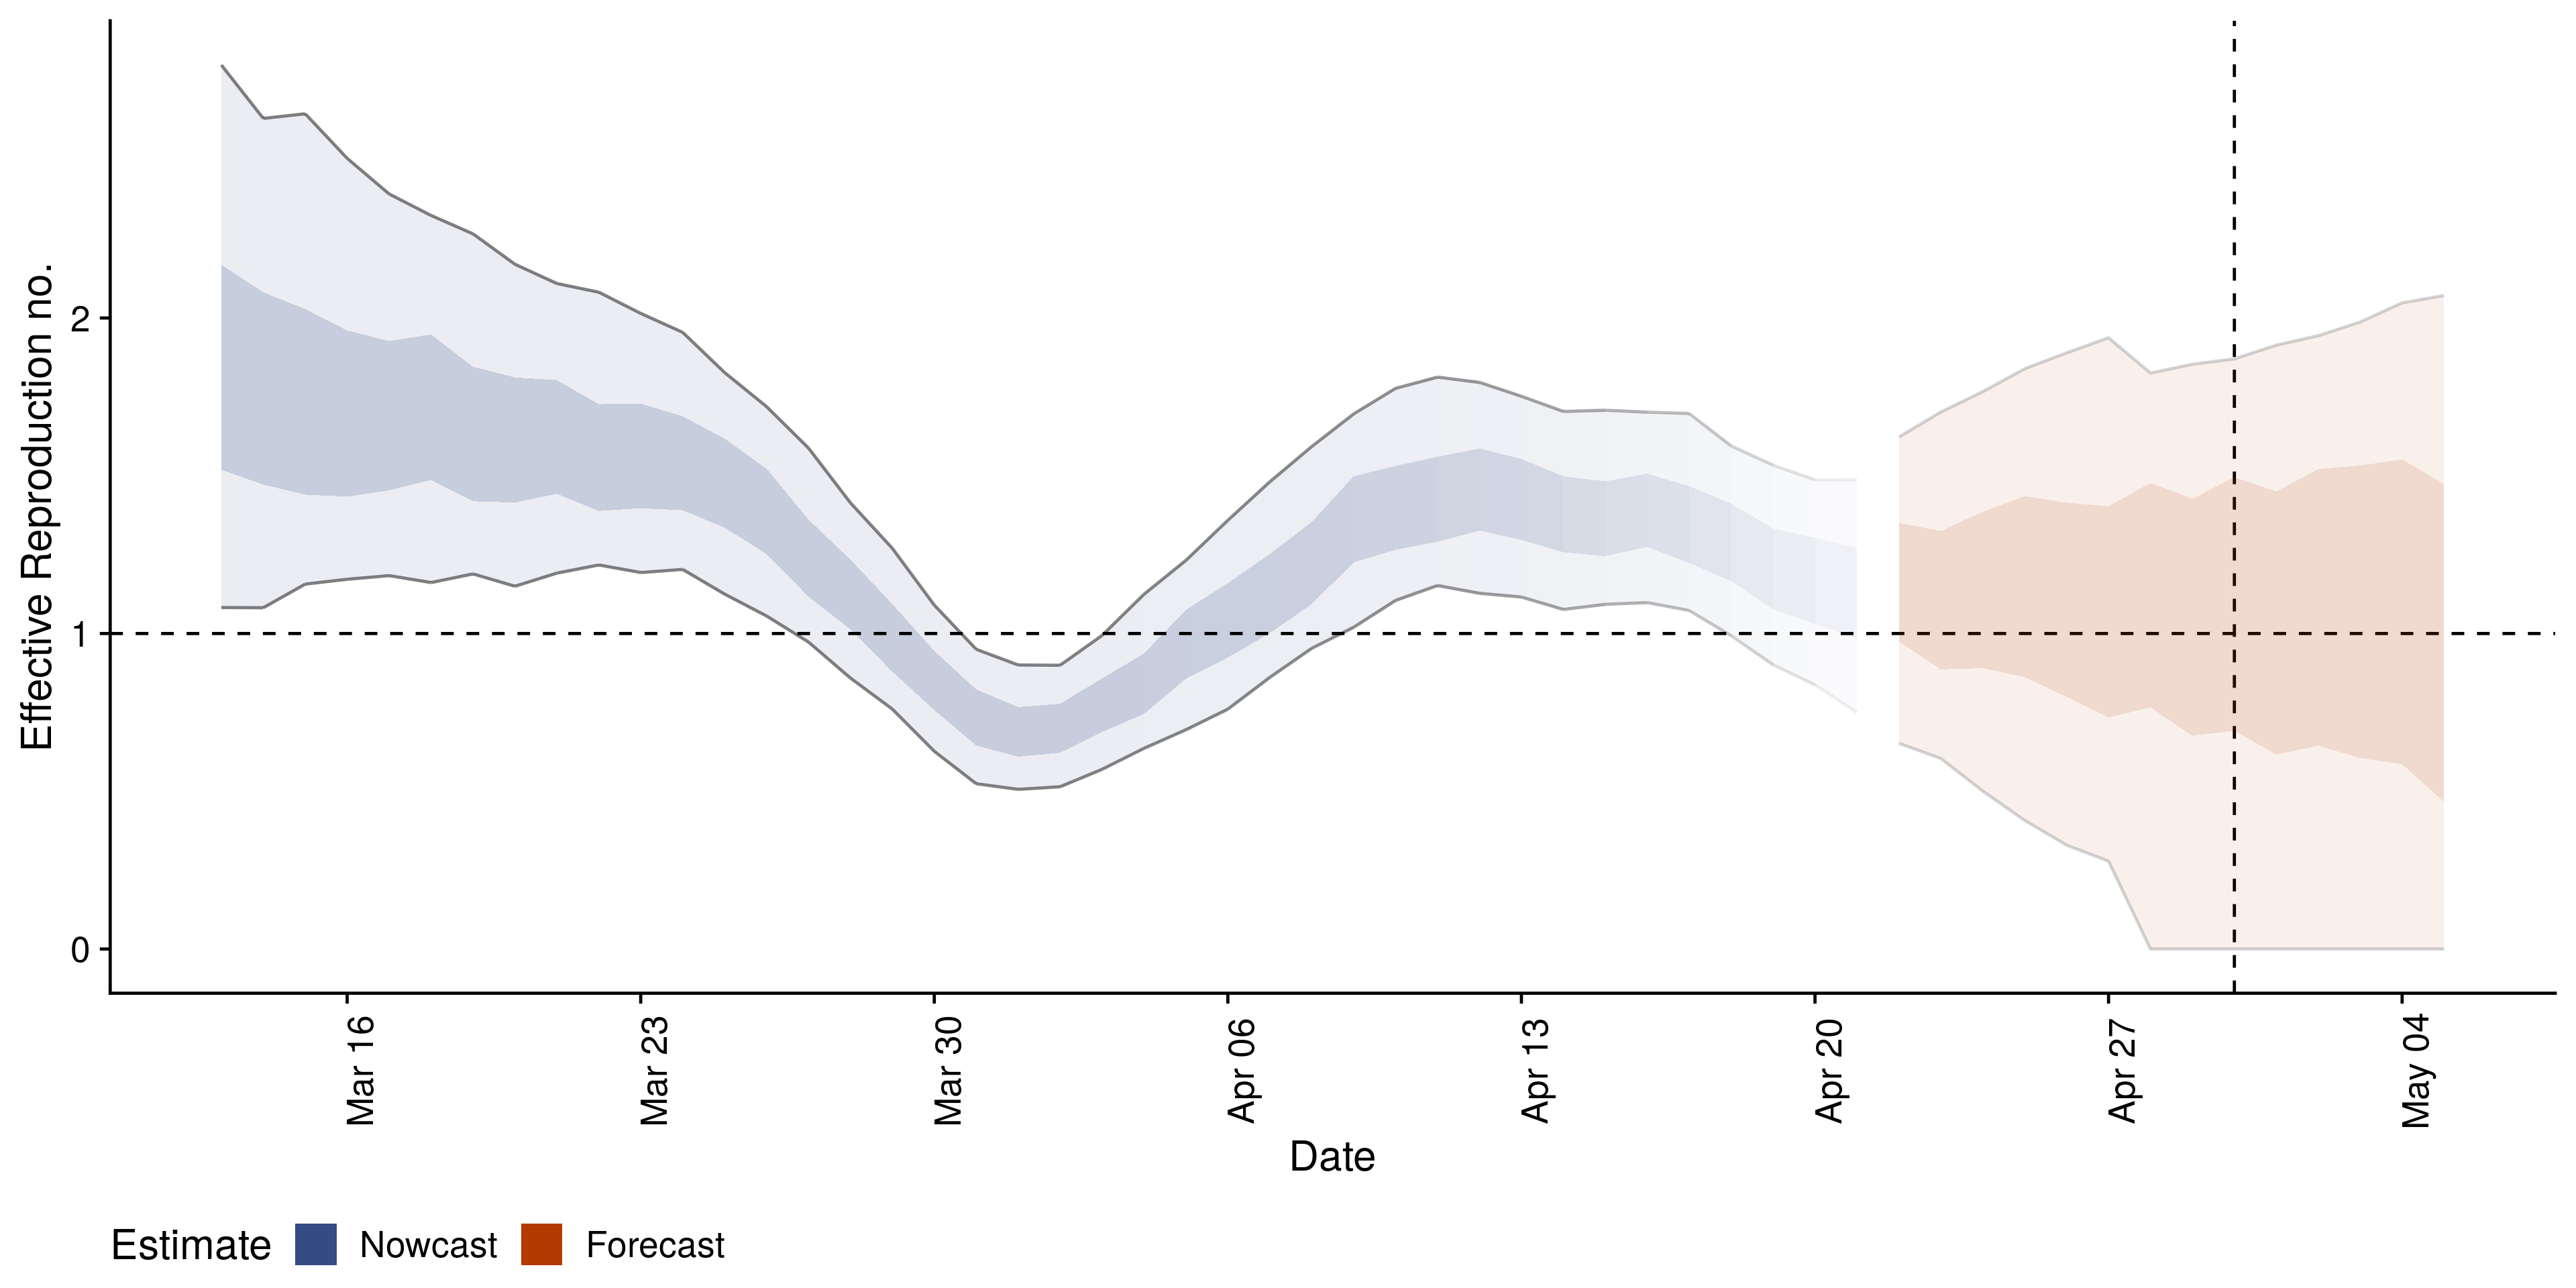 Effective Reproduction no.
2
1
0
Mar 16
Mar 23
Mar 30
Apr 06
Apr 13
Apr 20
Apr 27
May 04
Date
Estimate Nowcast Forecast